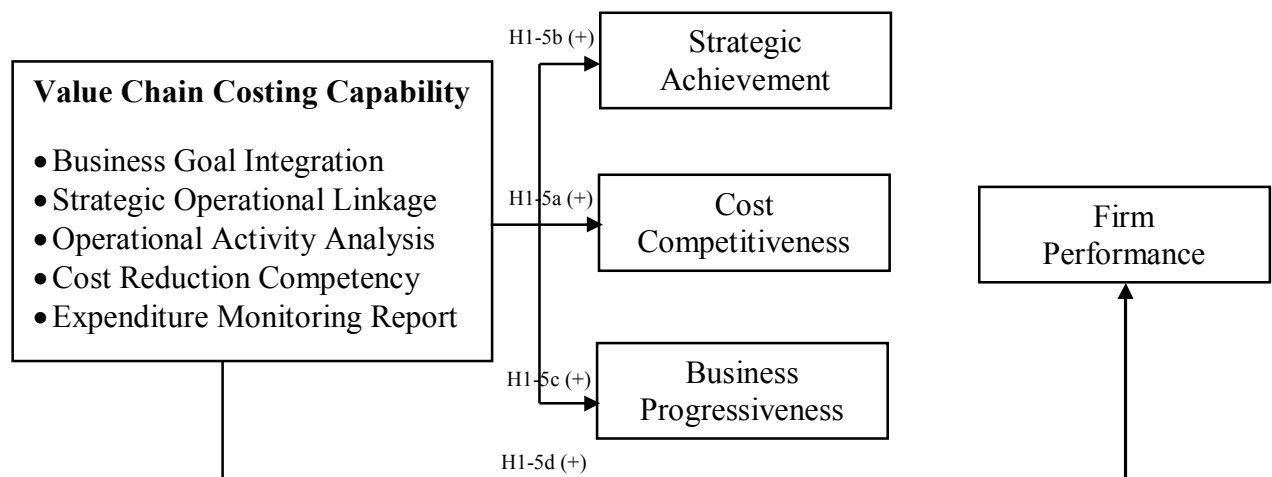 Value Chain Costing Capability
• Business Goal Integration
• Strategic Operational Linkage
• Operational Activity Analysis
• Cost Reduction Competency
• Expenditure Monitoring Report
H1-5b (+)
Strategic
Achievement
H1-5a (+)
Cost
Competitiveness
H1-5c (+)
Business
Progressiveness
H1-5d (+)
Firm
Performance